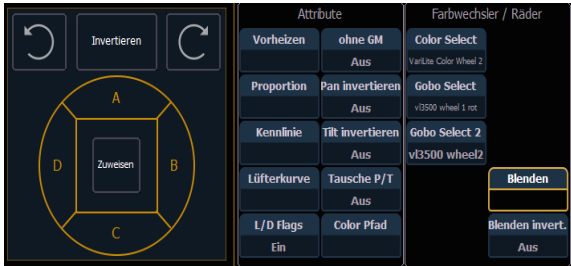 Invertieren
A
D
Zuweisen
B
C
Attribute
Vorheizen
ohne GM
Aus
Proportion
Pan invertieren
Aus
Kennlinie
Tilt invertieren
Aus
Lüfterkurve
Tausche P/T
Aus
L/D Flags
Ein
Color Pfad
Farbwechsler / Räder
Color Select
VariLite Color Wheel 2
Gobo Select
vl3500 wheel 1 rot
Gobo Select 2
vl3500 wheel2
Blenden
Blenden invert.
Aus